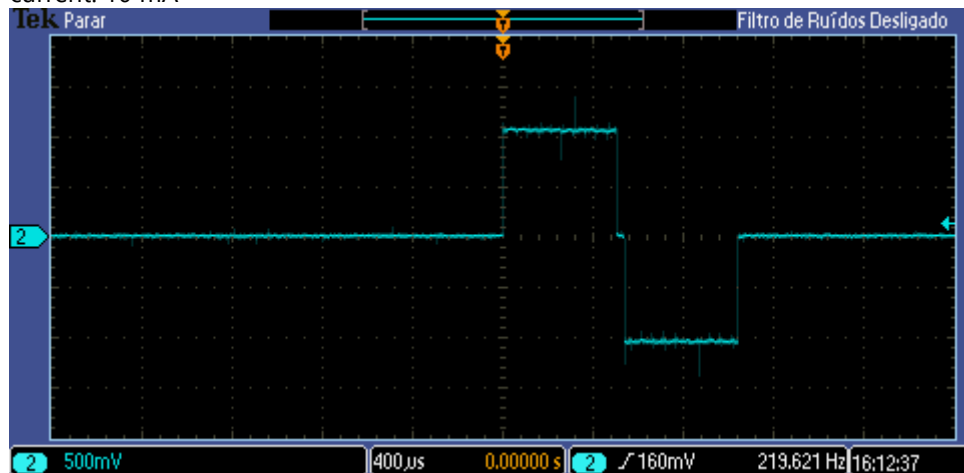 Tek Parar Filtro de Ruídos Desligado
T
T
2
2 500mV 400µs 0.00000 s 2 160mV 219.621 Hz 16:12:37